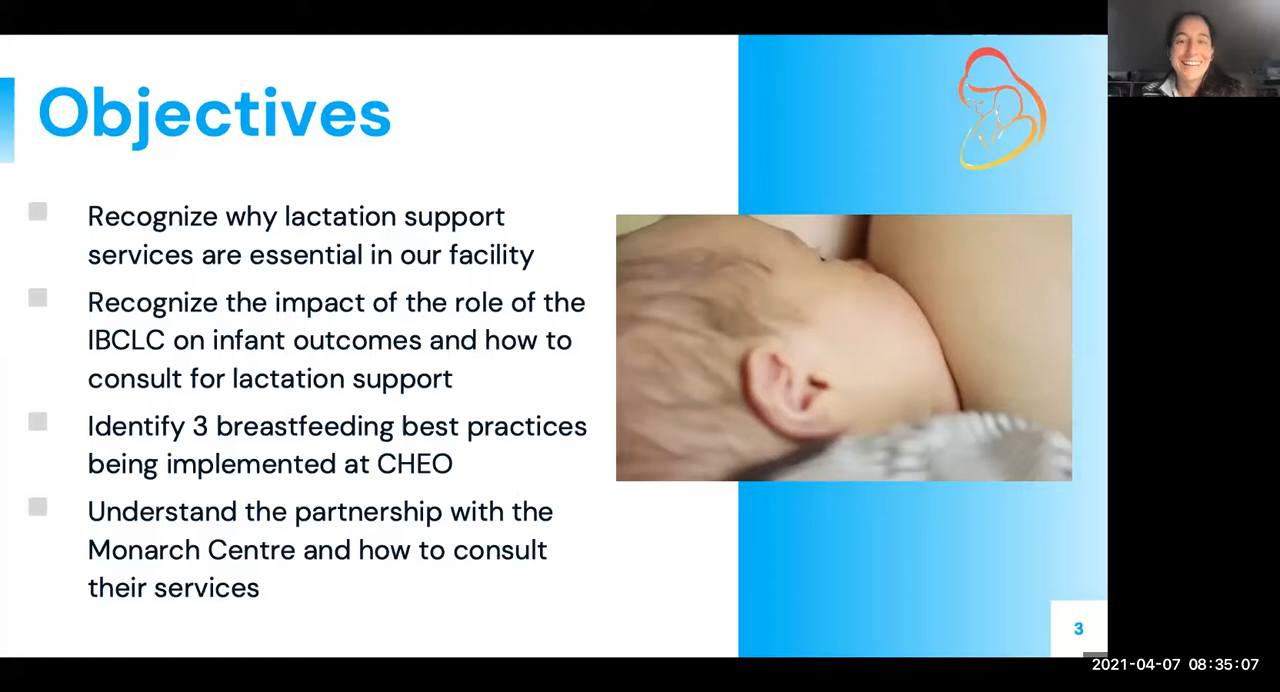 Objectives
Recognize why lactation support
services are essential in our facility
Recognize the impact of the role of the
IBCLC on infant outcomes and how to
consult for lactation support
Identify 3 breastfeeding best practices
being implemented at CHEO
Understand the partnership with the
Monarch Centre and how to consult
their services
3
2021-04-07 08:35:07